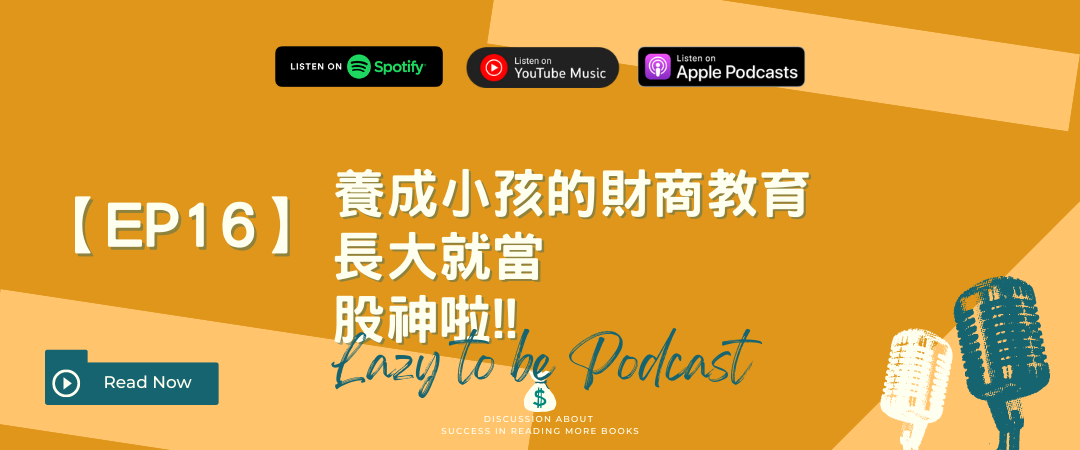 LISTEN ON Spotify
Listen on
YouTube Music
Listen on
Apple Podcasts
【EP16】
養成小孩的財商教育
長大就當
股神啦!!
Lazy to be Podcast
$
Read Now
DISCUSSION ABOUT
SUCCESS IN READING MORE BOOKS